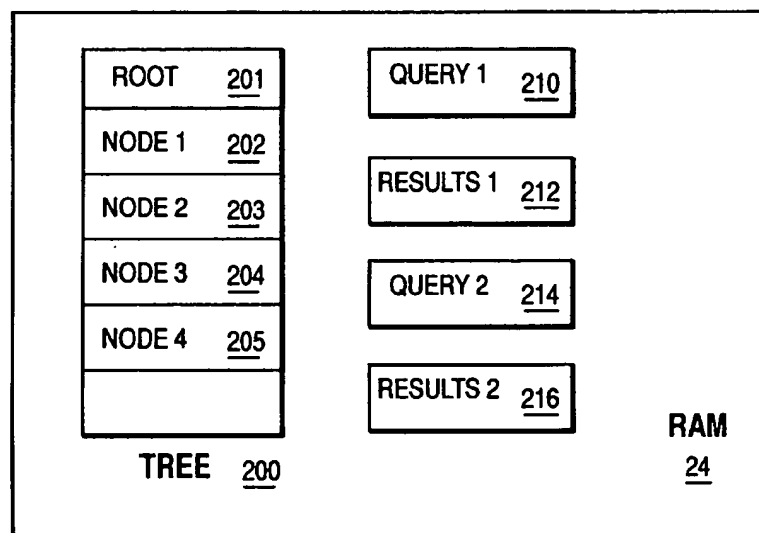 ROOT 201
NODE 1 202
NODE 2 203
NODE 3 204
NODE 4 205
TREE 200
QUERY 1 210
RESULTS 1 212
QUERY 2 214
RESULTS 2 216
RAM
24